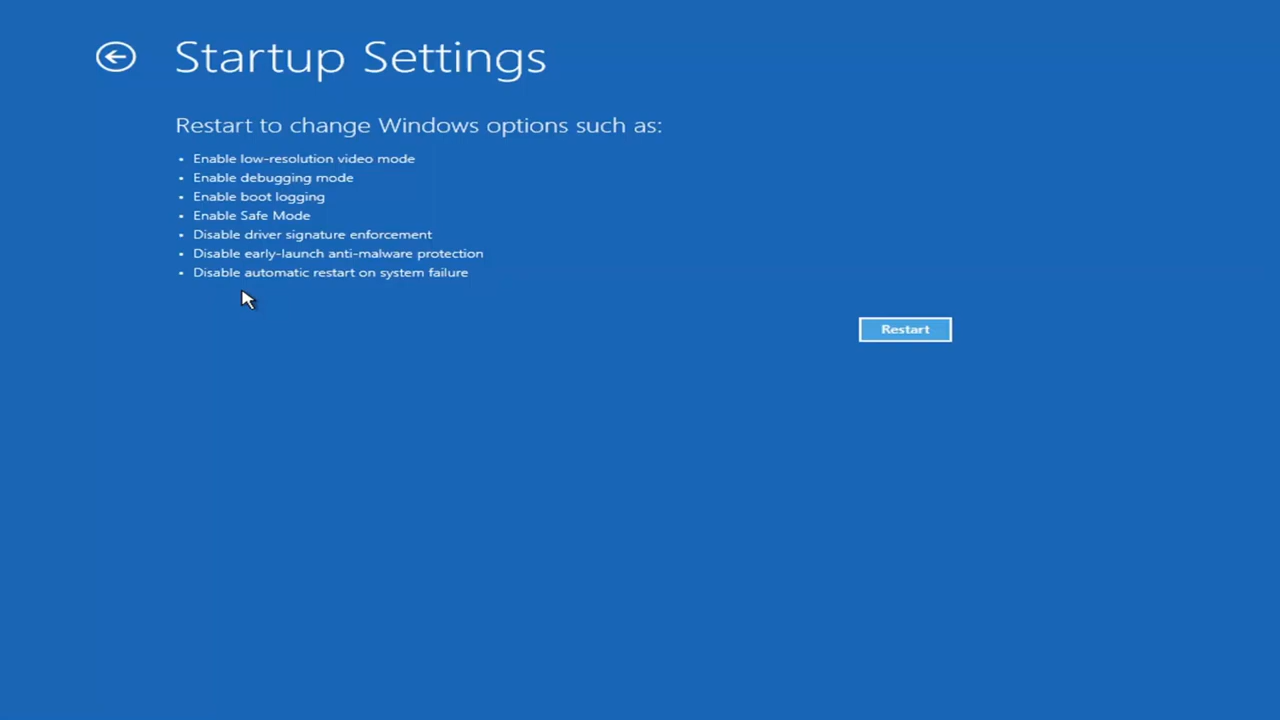 Startup Settings
Restart to change Windows options such as:
• Enable low-resolution video mode
• Enable debugging mode
• Enable boot logging
• Enable Safe Mode
• Disable driver signature enforcement
• Disable early-launch anti-malware protection
• Disable automatic restart on system failure
Restart